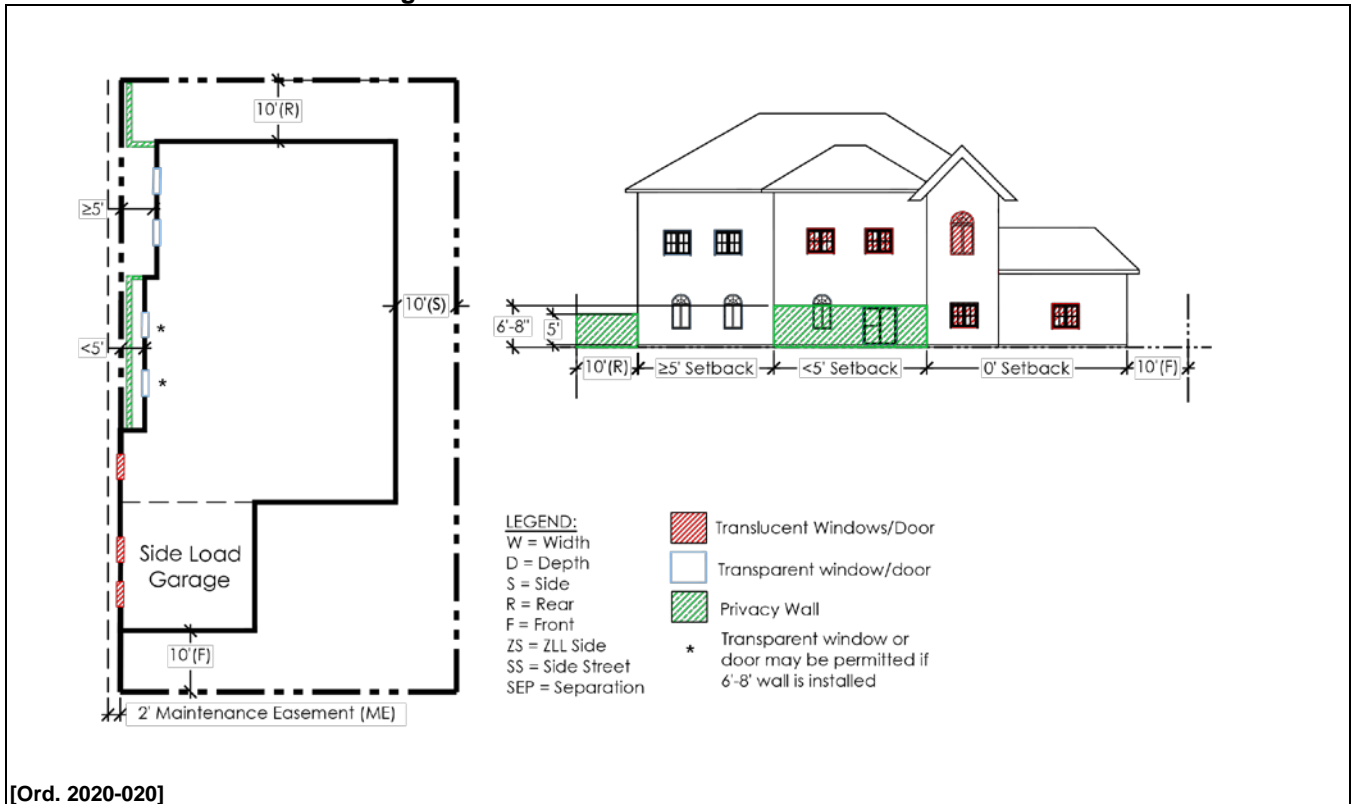 10'(R)
≥5'
<5'
*
*
10'(S)
Side Load
Garage
10'(F)
2' Maintenance Easement (ME)
6'-8"
5'
10'(R)
≥5' Setback
<5' Setback
0' Setback
10'(F)
LEGEND:
W = Width
D = Depth
S = Side
R = Rear
F = Front
ZS = ZLL Side
SS = Side Street
SEP = Separation
Translucent Windows/Door
Transparent window/door
Privacy Wall
* Transparent window or
door may be permitted if
6'-8' wall is installed
[Ord. 2020-020]